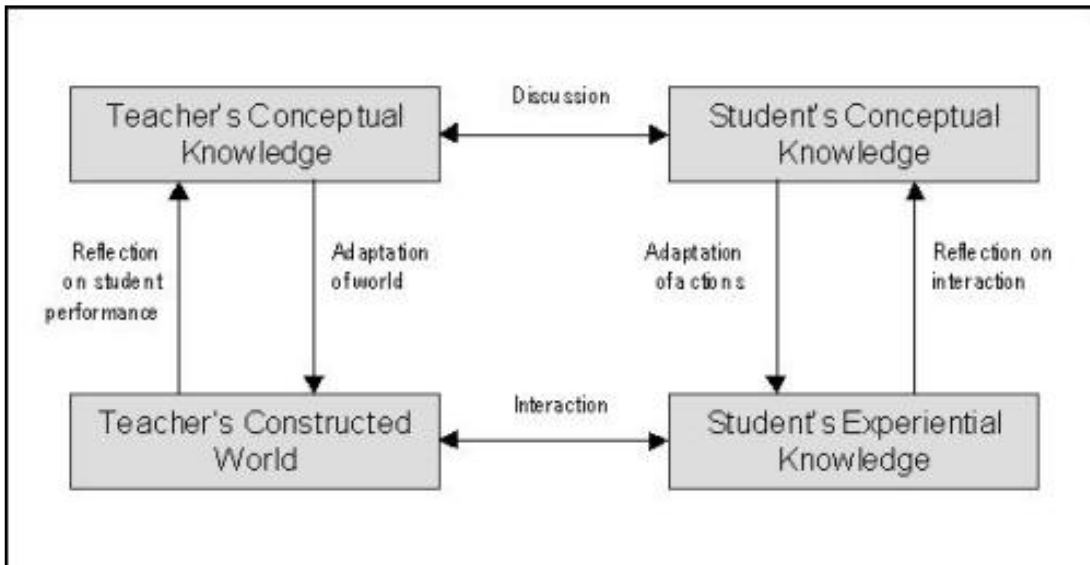 Teacher's Conceptual
Knowledge
Discussion
Student's Conceptual
Knowledge
Reflection
on student
performance
Adaptation
of world
Adaptation
of actions
Reflection on
interaction
Teacher's Constructed
World
Interaction
Student's Experiential
Knowledge